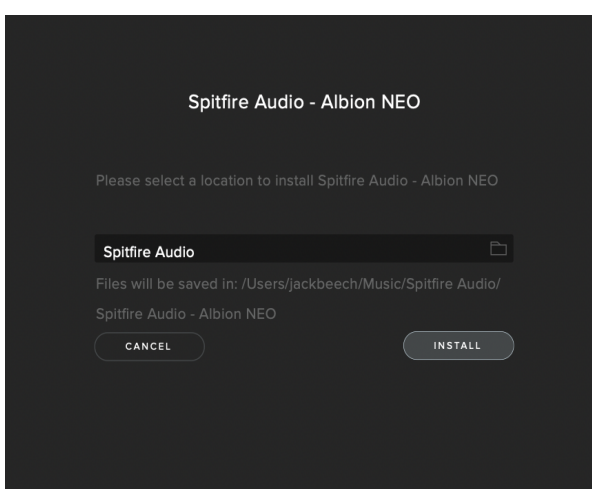 Spitfire Audio - Albion NEO
Please select a location to install Spitfire Audio - Albion NEO
Spitfire Audio
Files will be saved in: /Users/jackbeech/Music/Spitfire Audio/
Spitfire Audio - Albion NEO
CANCEL
INSTALL